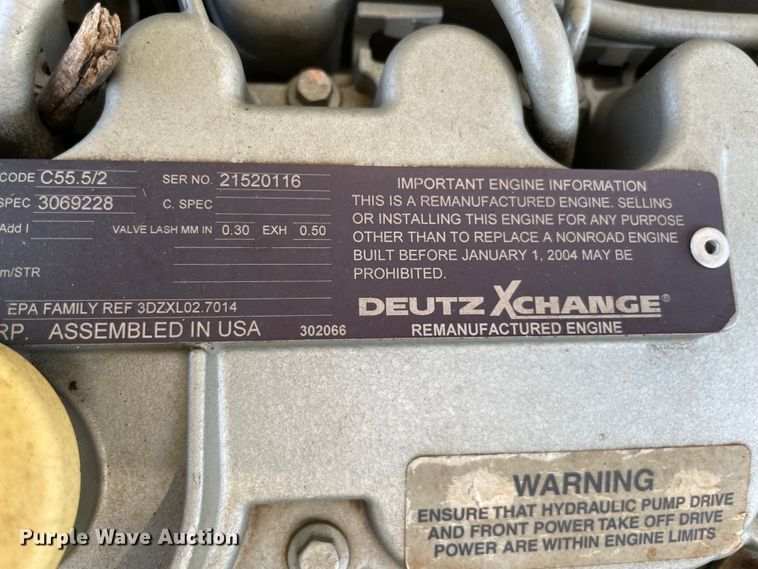 CODE C55.5/2 SER NO. 21520116
SPEC 3069228 C. SPEC
Add I VALVE LASH MM IN 0.30 EXH 0.50
m/STR
EPA FAMILY REF 3DZXL02.7014
RP. ASSEMBLED IN USA 302066
IMPORTANT ENGINE INFORMATION
THIS IS A REMANUFACTURED ENGINE. SELLING
OR INSTALLING THIS ENGINE FOR ANY PURPOSE
OTHER THAN TO REPLACE A NONROAD ENGINE
BUILT BEFORE JANUARY 1, 2004 MAY BE
PROHIBITED.
DEUTZ XCHANGE®
REMANUFACTURED ENGINE
WARNING
ENSURE THAT HYDRAULIC PUMP DRIVE
AND FRONT POWER TAKE OFF DRIVE
POWER ARE WITHIN ENGINE LIMITS
Purple Wave Auction